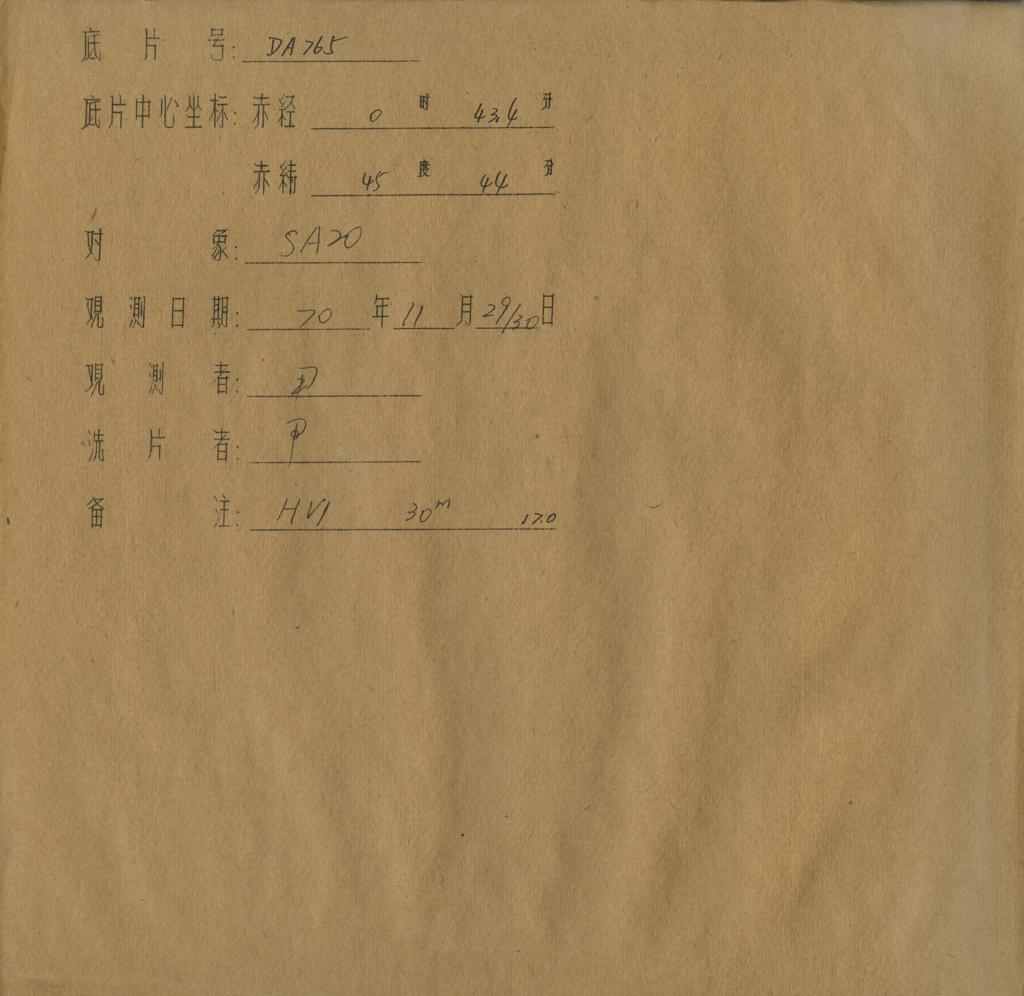 底片号: DA765
底片中心坐标: 赤经 0 时 43.4 分
赤纬 45 度 44 分
对象: SA20
观测日期: 70 年 11 月 29/30 日
观测者:
洗片者:
备注: HVI 30m 17.0